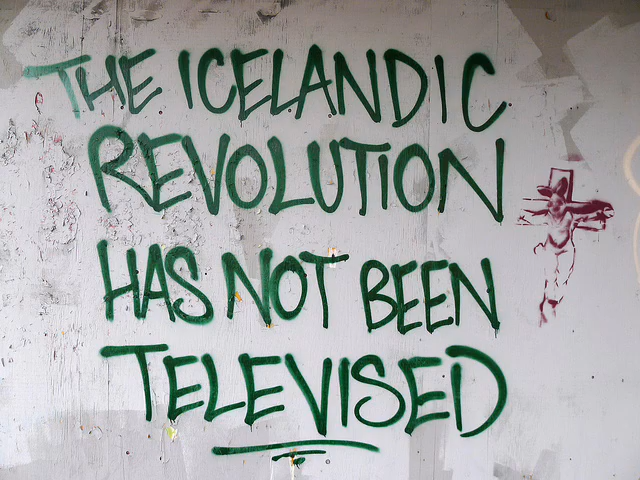 THE ICELANDIC
REVOLUTION
HAS NOT BEEN
TELEVISED